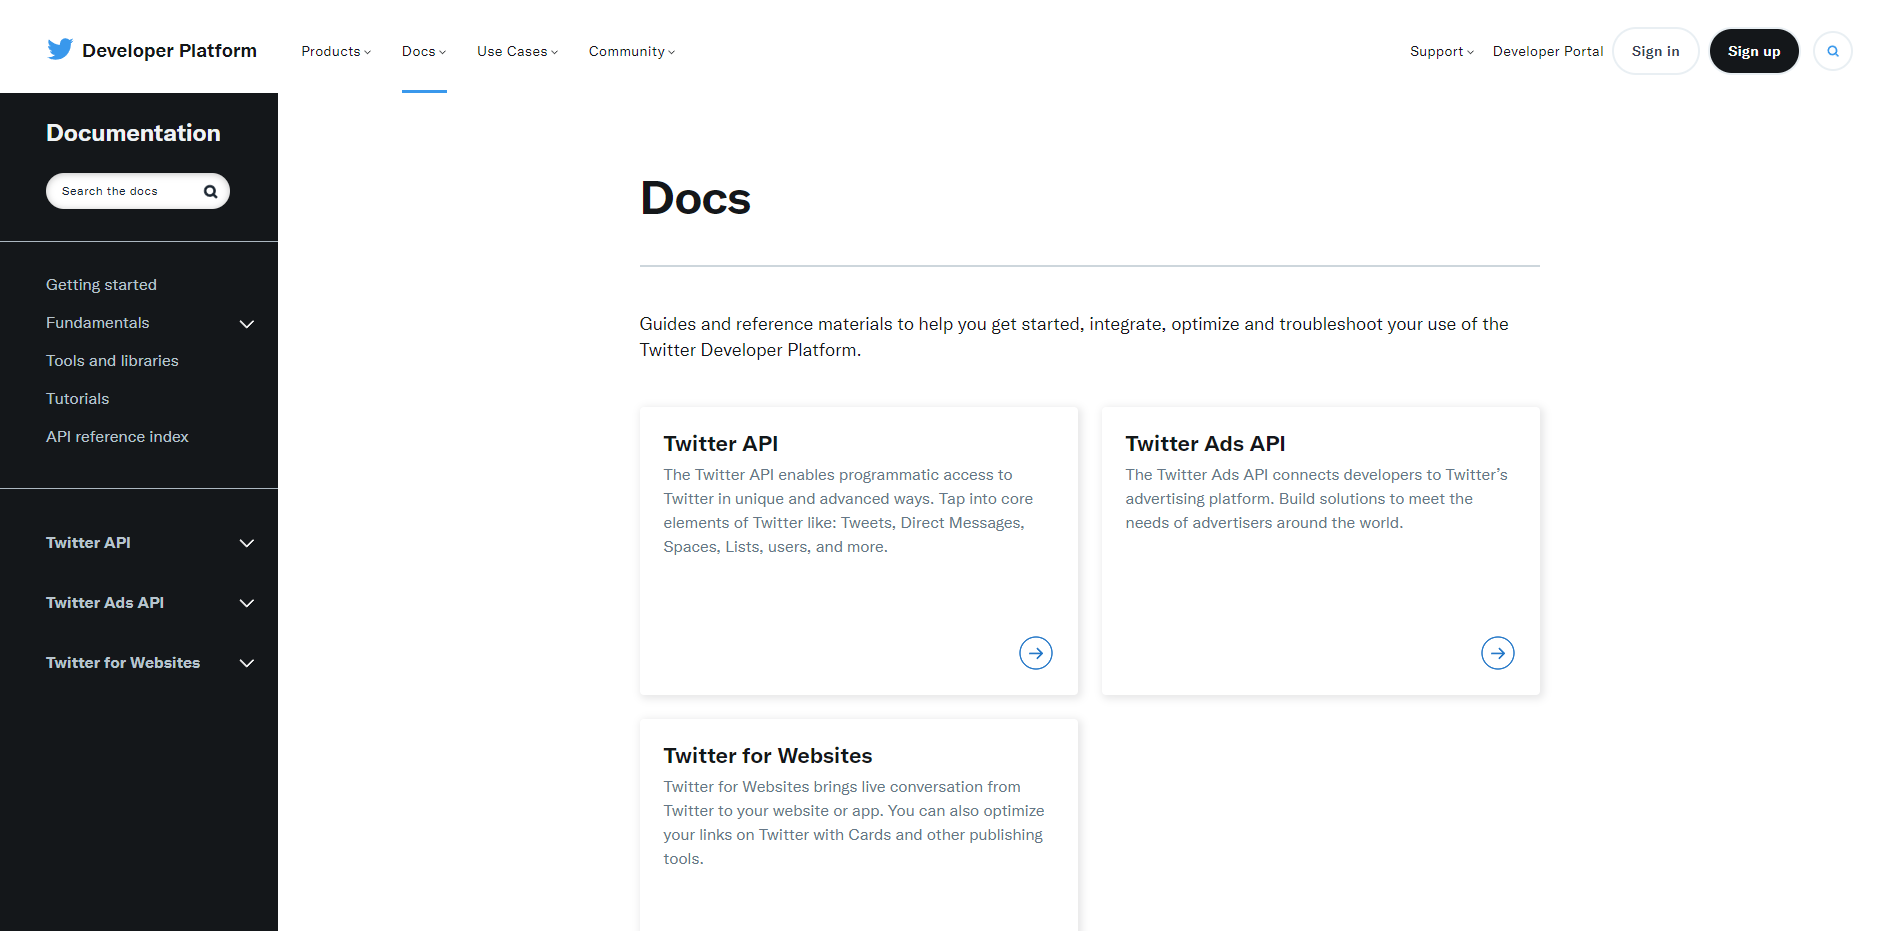 Developer Platform
Products
Docs
Use Cases
Community
Support
Developer Portal
Sign in
Sign up
Documentation
Search the docs
Getting started
Fundamentals
Tools and libraries
Tutorials
API reference index
Twitter API
Twitter Ads API
Twitter for Websites
Docs
Guides and reference materials to help you get started, integrate, optimize and troubleshoot your use of the
Twitter Developer Platform.
Twitter API
The Twitter API enables programmatic access to
Twitter in unique and advanced ways. Tap into core
elements of Twitter like: Tweets, Direct Messages,
Spaces, Lists, users, and more.
Twitter Ads API
The Twitter Ads API connects developers to Twitter’s
advertising platform. Build solutions to meet the
needs of advertisers around the world.
Twitter for Websites
Twitter for Websites brings live conversation from
Twitter to your website or app. You can also optimize
your links on Twitter with Cards and other publishing
tools.